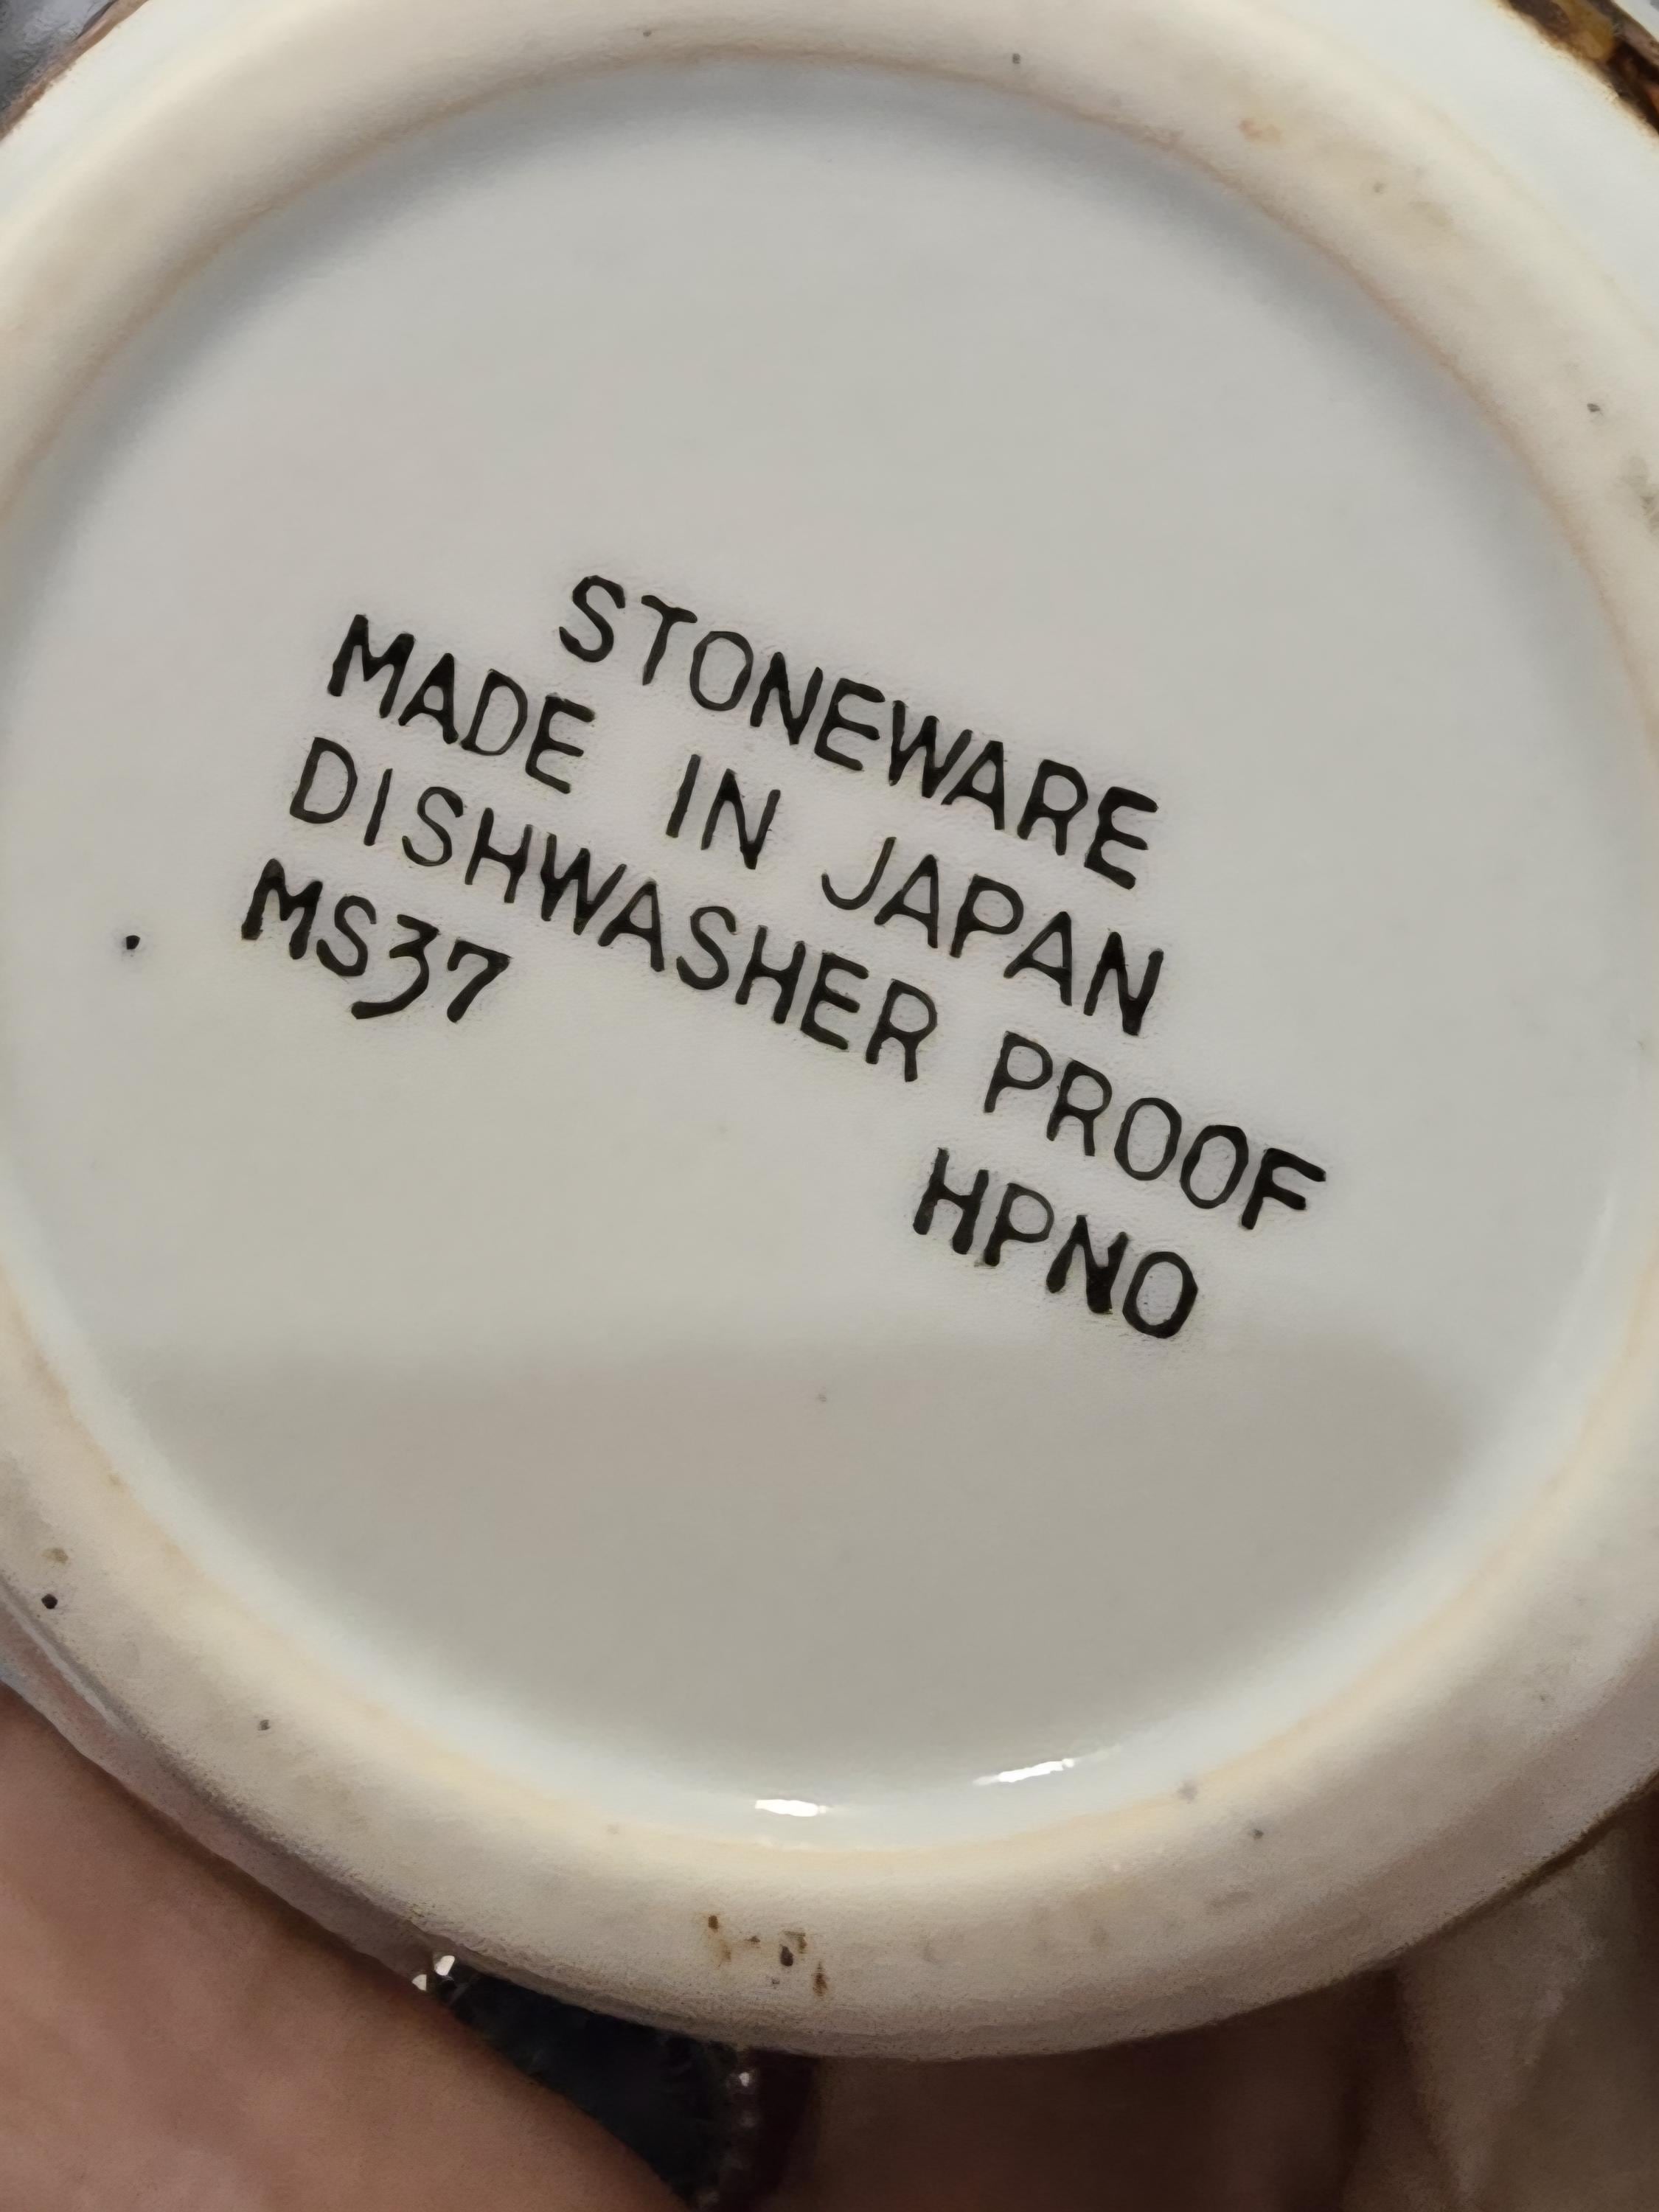 STONEWARE
MADE IN JAPAN
DISHWASHER PROOF
MS37 HPNO